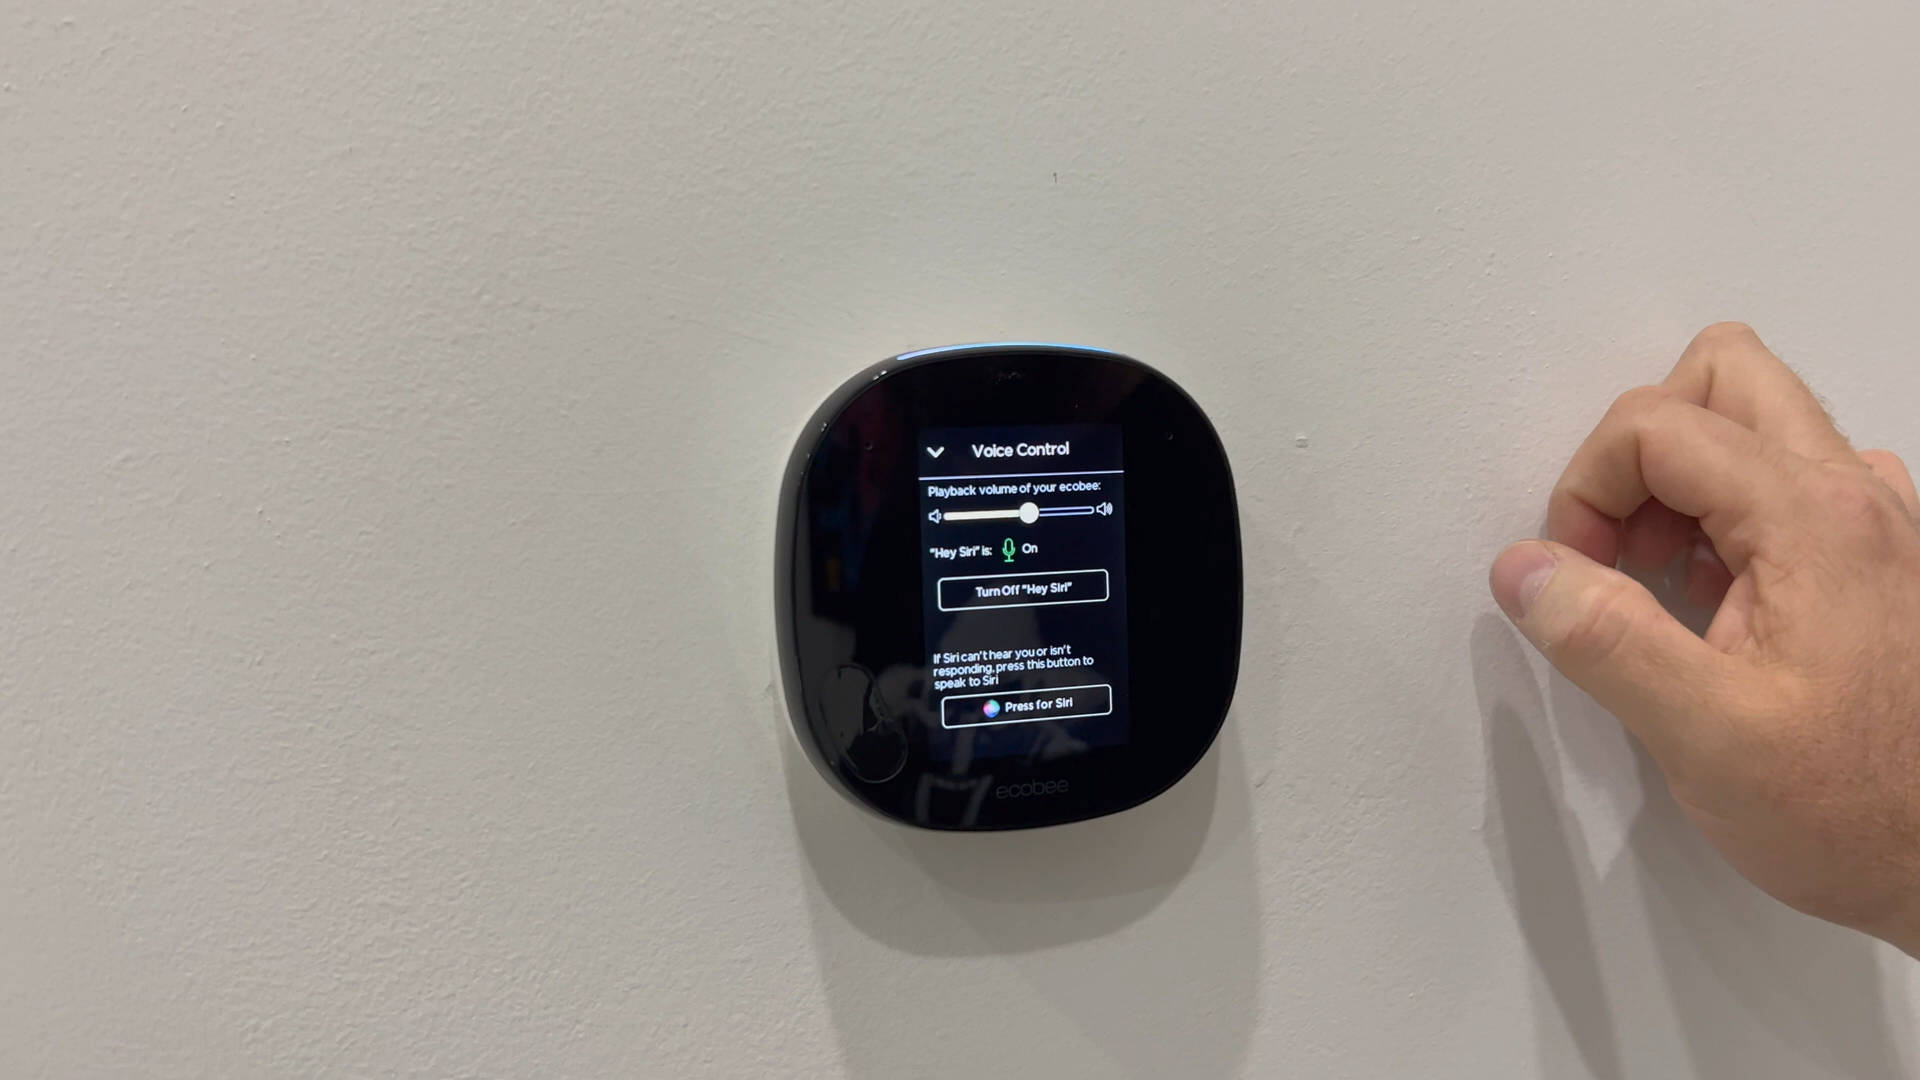 Voice Control
Playback volume of your ecobee:
"Hey Siri" is: On
Turn Off "Hey Siri"
If Siri can't hear you or isn't
responding, press this button to
speak to Siri
Press for Siri
ecobee